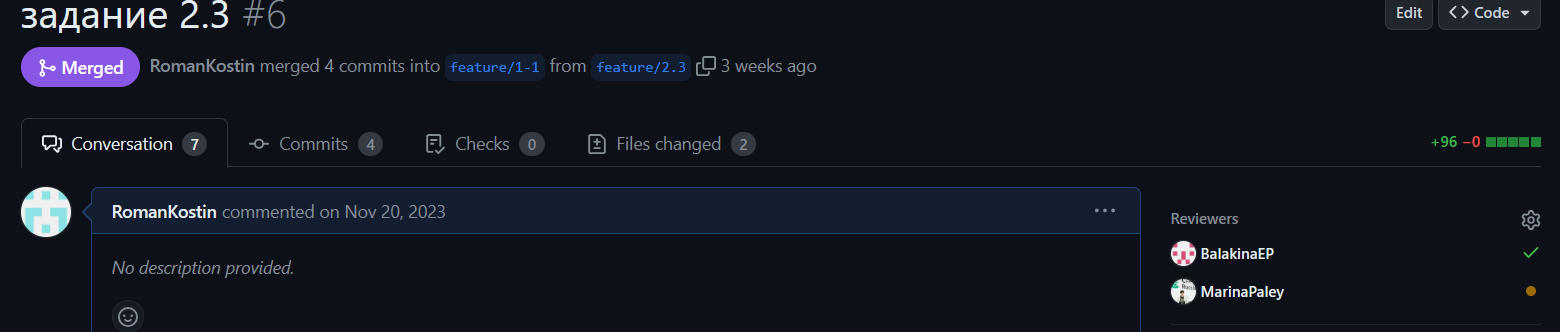 задание 2.3 #6
Edit
Code
Merged
RomanKostin merged 4 commits into feature/1-1 from feature/2.3 3 weeks ago
Conversation 7
Commits 4
Checks 0
Files changed 2
+96 −0
RomanKostin commented on Nov 20, 2023
No description provided.
Reviewers
BalakinaEP
MarinaPaley